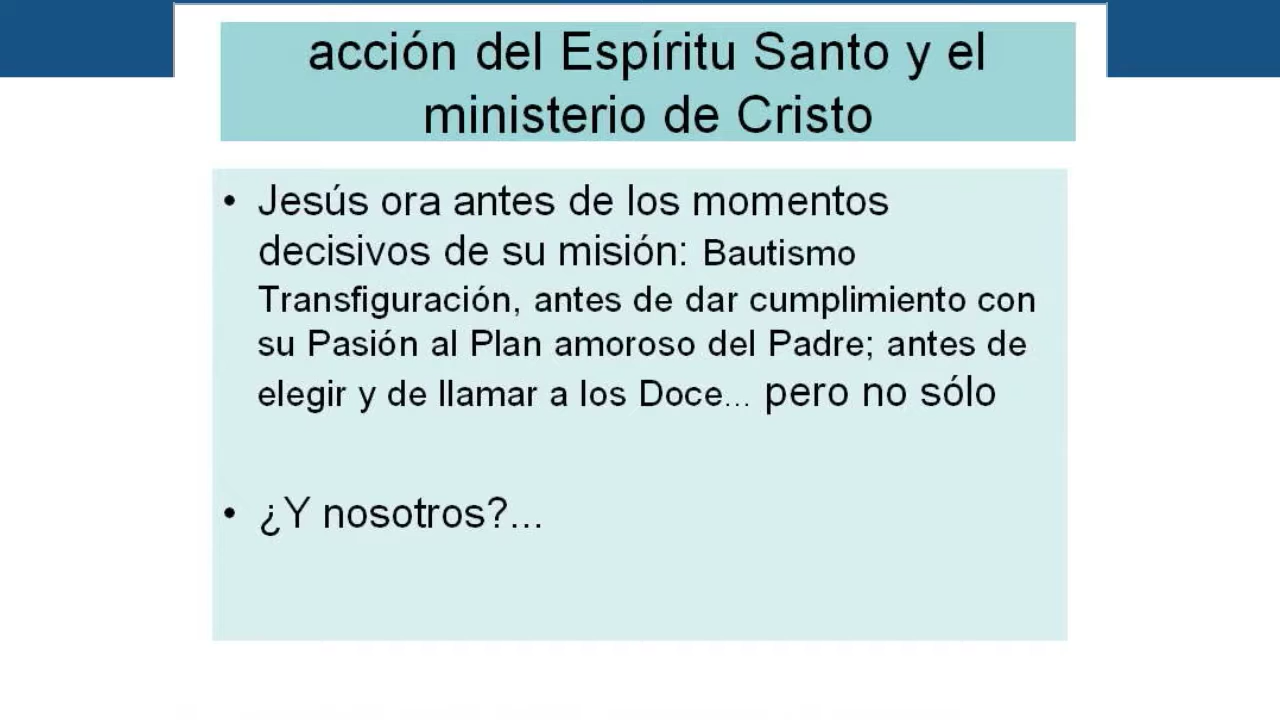 acción del Espíritu Santo y el
ministerio de Cristo
• Jesús ora antes de los momentos
decisivos de su misión: Bautismo
Transfiguración, antes de dar cumplimiento con
su Pasión al Plan amoroso del Padre; antes de
elegir y de llamar a los Doce... pero no sólo
• ¿Y nosotros?...